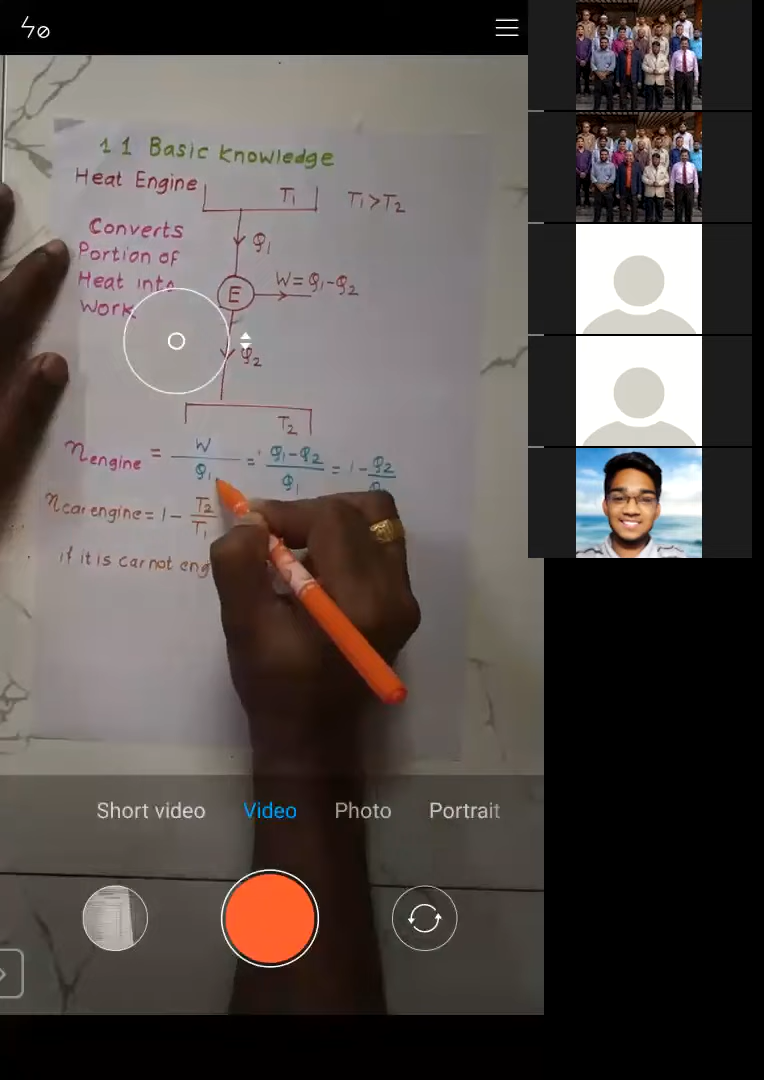 1 1 Basic Knowledge
Heat Engine
T1
T1>T2
Converts
Portion of
Heat into
Work
Q1
E
W=Q1-Q2
Q2
T2
ηengine = W/Q1 = Q1-Q2/Q1 = 1-Q2/Q
ηcar engine = 1- T2/T1
if it is carnot eng
Short video Video Photo Portrait